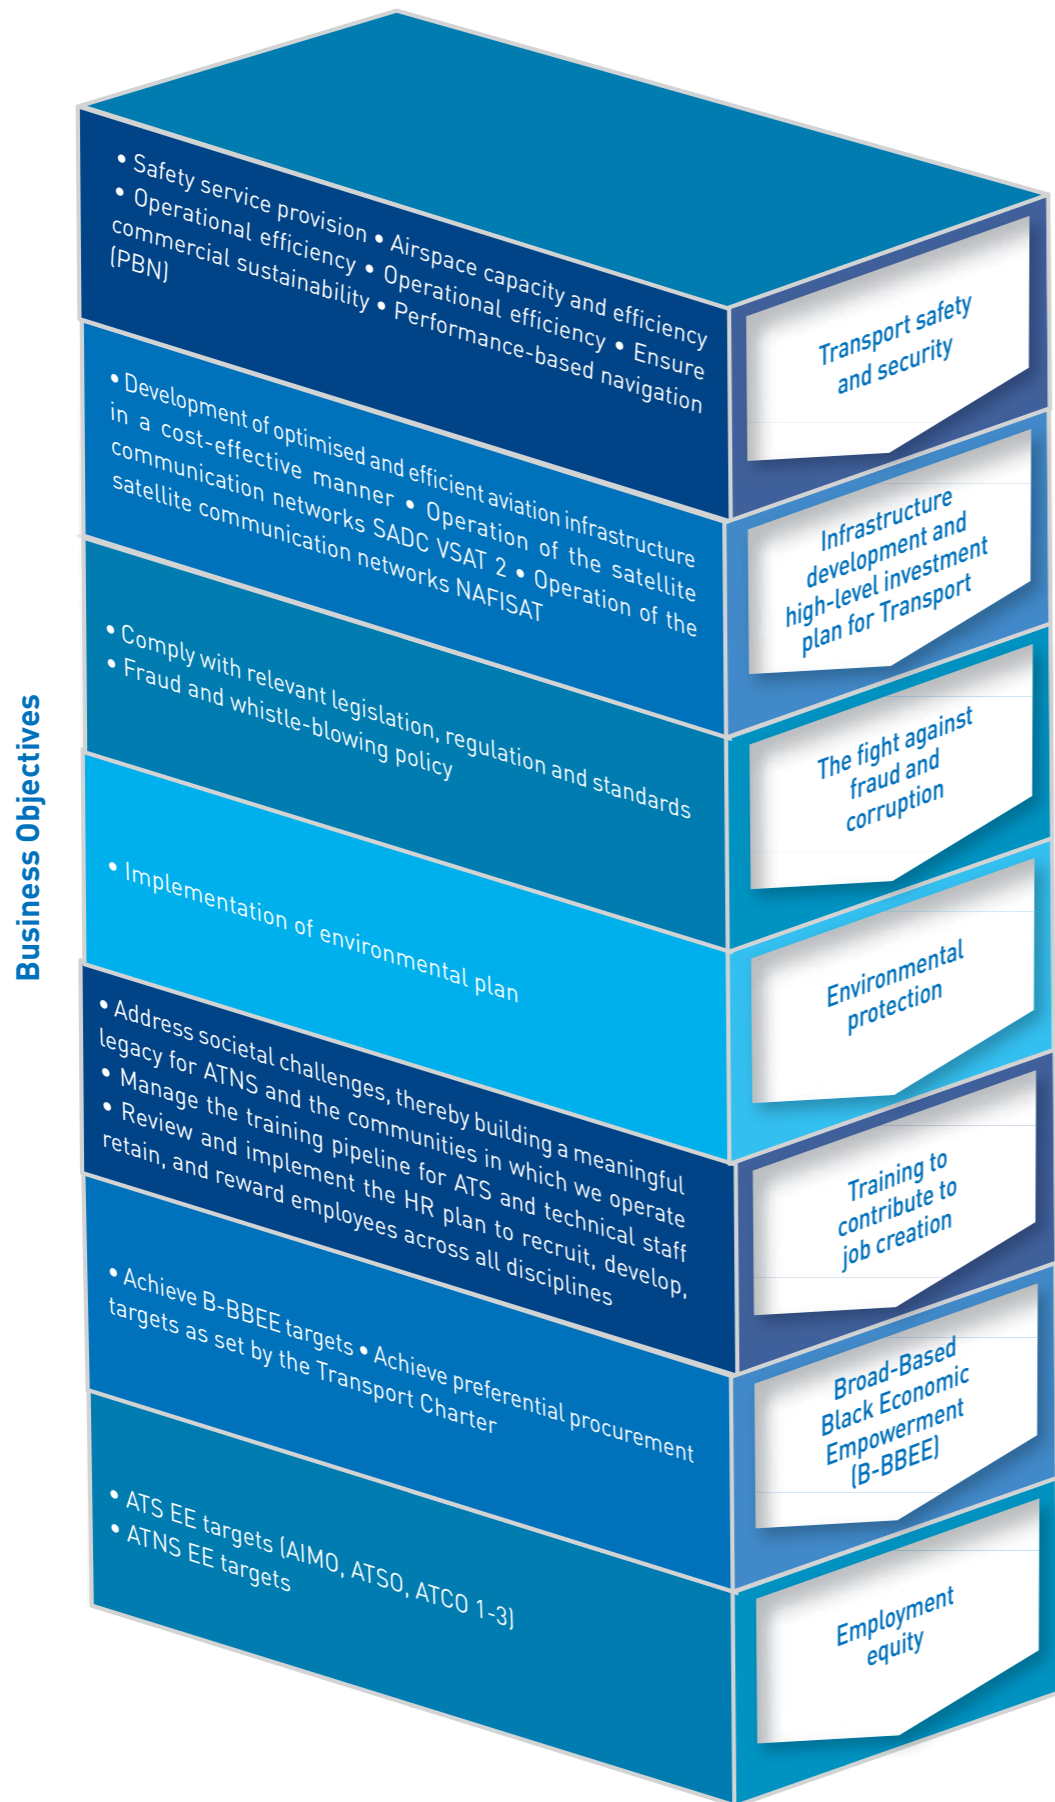 Business Objectives
• Safety service provision • Airspace capacity and efficiency
• Operational efficiency • Operational efficiency • Ensure
commercial sustainability • Performance-based navigation
(PBN)
Transport safety
and security
• Development of optimised and efficient aviation infrastructure
in a cost-effective manner • Operation of the satellite
communication networks SADC VSAT 2 • Operation of the
satellite communication networks NAFISAT
Infrastructure
development and
high-level investment
plan for Transport
• Comply with relevant legislation, regulation and standards
• Fraud and whistle-blowing policy
The fight against
fraud and
corruption
• Implementation of environmental plan
Environmental
protection
• Address societal challenges, thereby building a meaningful
legacy for ATNS and the communities in which we operate
• Manage the training pipeline for ATS and technical staff
• Review and implement the HR plan to recruit, develop,
retain, and reward employees across all disciplines
Training to
contribute to
job creation
• Achieve B-BBEE targets • Achieve preferential procurement
targets as set by the Transport Charter
Broad-Based
Black Economic
Empowerment
(B-BBEE)
• ATS EE targets (AIMO, ATSO, ATCO 1-3)
• ATNS EE targets
Employment
equity